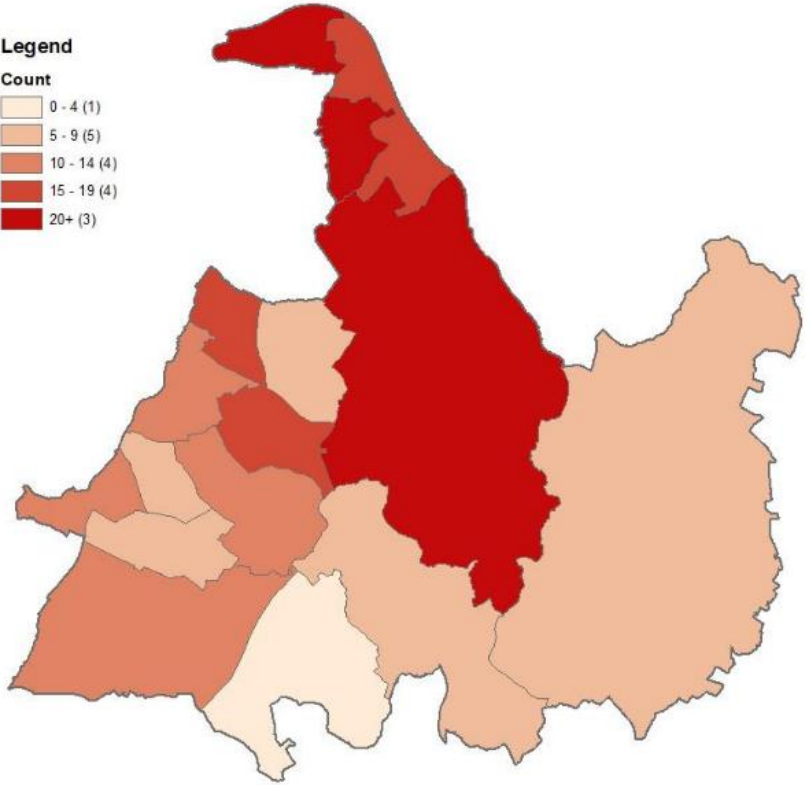 Legend
Count
0 - 4 (1)
5 - 9 (5)
10 - 14 (4)
15 - 19 (4)
20+ (3)